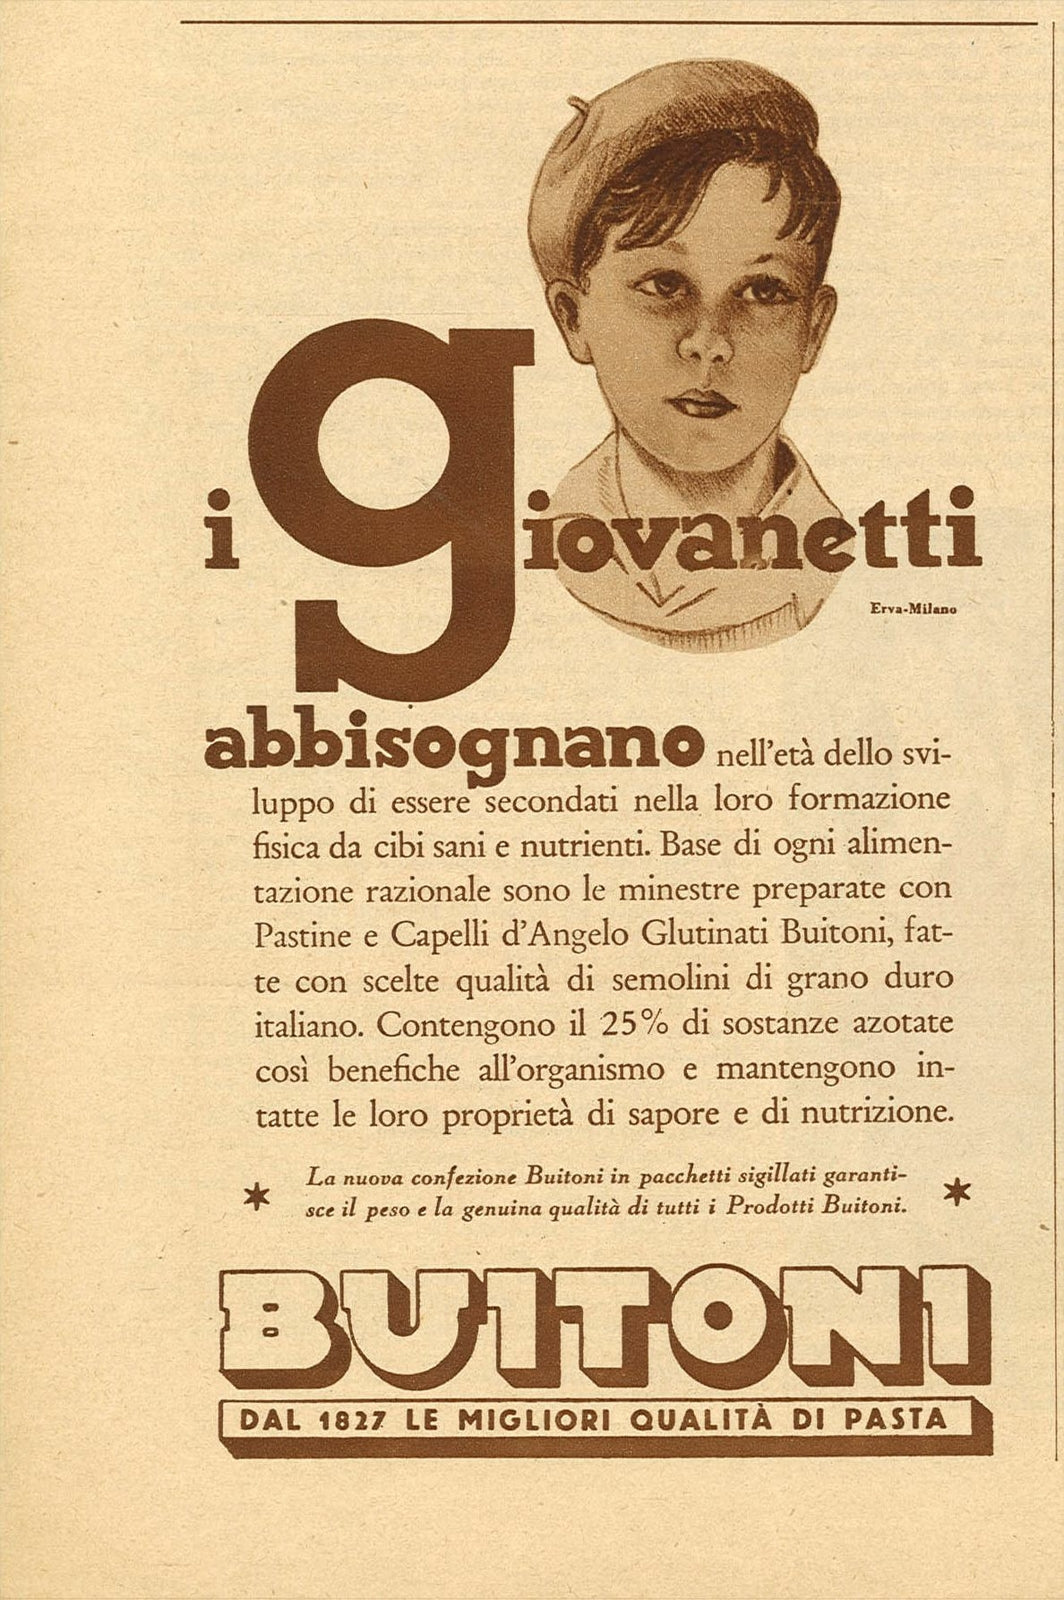 i giovanetti
Erva-Milano
abbisognano nell'età dello svi-
luppo di essere secondati nella loro formazione
fisica da cibi sani e nutrienti. Base di ogni alimen-
tazione razionale sono le minestre preparate con
Pastine e Capelli d'Angelo Glutinati Buitoni, fat-
te con scelte qualità di semolini di grano duro
italiano. Contengono il 25% di sostanze azotate
così benefiche all'organismo e mantengono in-
tatte le loro proprietà di sapore e di nutrizione.
* La nuova confezione Buitoni in pacchetti sigillati garanti- *
sce il peso e la genuina qualità di tutti i Prodotti Buitoni.
BUITONI
DAL 1827 LE MIGLIORI QUALITÀ DI PASTA